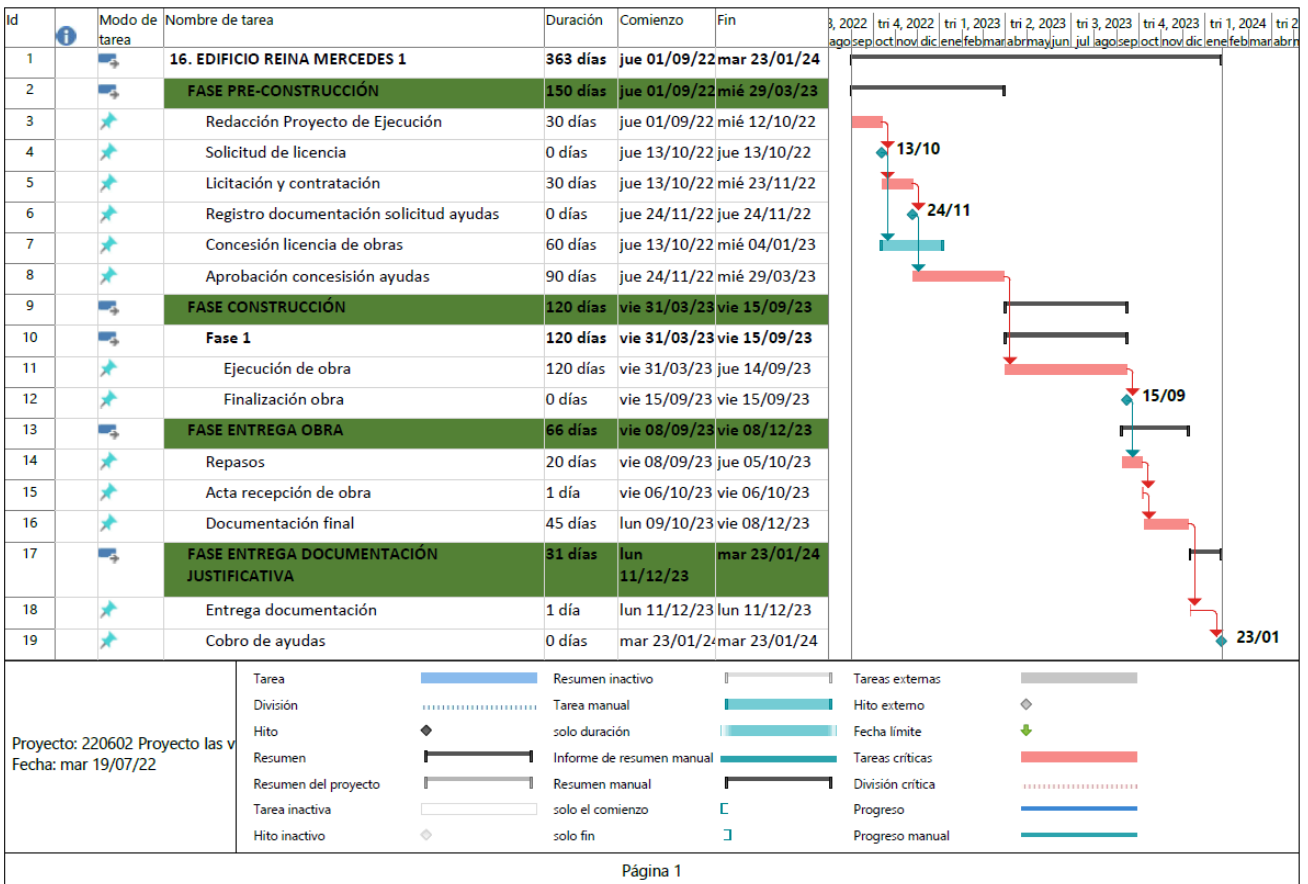 Id Modo de tarea Nombre de tarea Duración Comienzo Fin
3, 2022 tri 4, 2022 tri 1, 2023 tri 2, 2023 tri 3, 2023 tri 4, 2023 tri 1, 2024 tri 2
ago sep oct nov dic ene feb mar abr may jun jul ago sep oct nov dic ene feb mar abr
1 16. EDIFICIO REINA MERCEDES 1 363 días jue 01/09/22 mar 23/01/24
2 FASE PRE-CONSTRUCCIÓN 150 días jue 01/09/22 mié 29/03/23
3 Redacción Proyecto de Ejecución 30 días jue 01/09/22 mié 12/10/22
4 Solicitud de licencia 0 días jue 13/10/22 jue 13/10/22 13/10
5 Licitación y contratación 30 días jue 13/10/22 mié 23/11/22
6 Registro documentación solicitud ayudas 0 días jue 24/11/22 jue 24/11/22 24/11
7 Concesión licencia de obras 60 días jue 13/10/22 mié 04/01/23
8 Aprobación concesisión ayudas 90 días jue 24/11/22 mié 29/03/23
9 FASE CONSTRUCCIÓN 120 días vie 31/03/23 vie 15/09/23
10 Fase 1 120 días vie 31/03/23 vie 15/09/23
11 Ejecución de obra 120 días vie 31/03/23 jue 14/09/23
12 Finalización obra 0 días vie 15/09/23 vie 15/09/23 15/09
13 FASE ENTREGA OBRA 66 días vie 08/09/23 vie 08/12/23
14 Repasos 20 días vie 08/09/23 jue 05/10/23
15 Acta recepción de obra 1 día vie 06/10/23 vie 06/10/23
16 Documentación final 45 días lun 09/10/23 vie 08/12/23
17 FASE ENTREGA DOCUMENTACIÓN JUSTIFICATIVA 31 días lun 11/12/23 mar 23/01/24
18 Entrega documentación 1 día lun 11/12/23 lun 11/12/23
19 Cobro de ayudas 0 días mar 23/01/24 mar 23/01/24 23/01
Proyecto: 220602 Proyecto las v
Fecha: mar 19/07/22
Tarea Resumen inactivo Tareas externas
División Tarea manual Hito externo
Hito solo duración Fecha límite
Resumen Informe de resumen manual Tareas críticas
Resumen del proyecto Resumen manual División crítica
Tarea inactiva solo el comienzo Progreso
Hito inactivo solo fin Progreso manual
Página 1